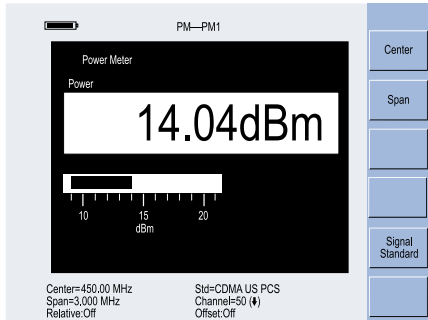 PM—PM1
Power Meter
Power
14.04dBm
10 15 20
dBm
Center=450.00 MHz
Span=3,000 MHz
Relative:Off
Std=CDMA US PCS
Channel=50 (⬇)
Offset:Off
Center
Span
Signal
Standard